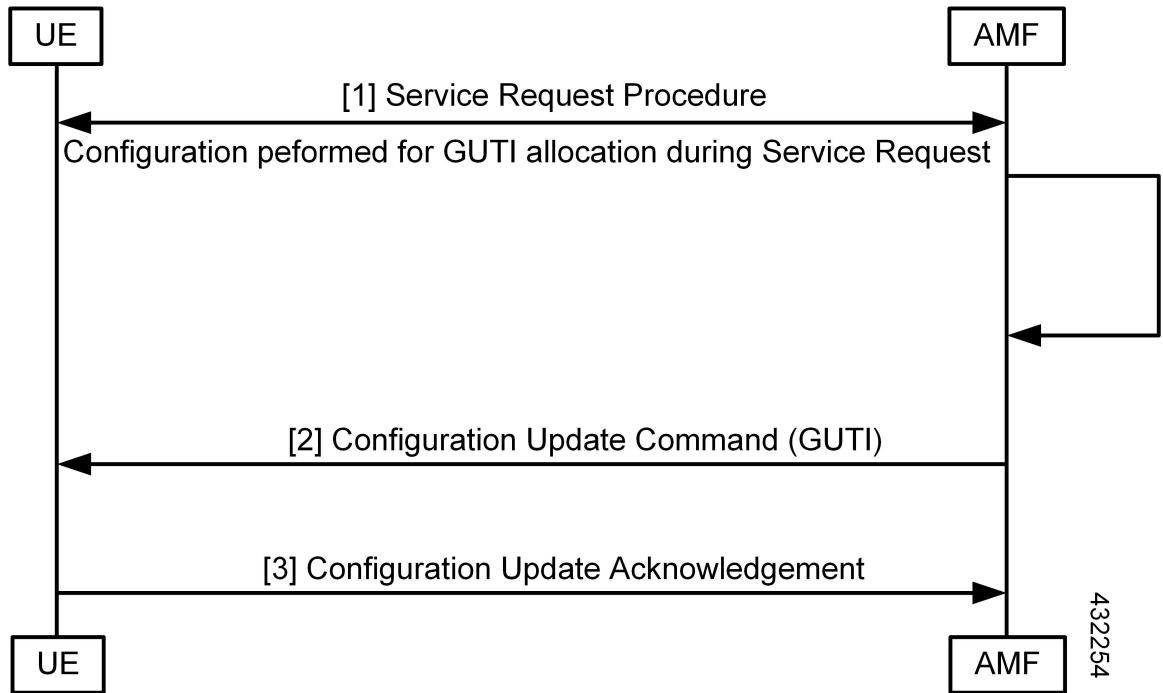 UE
AMF
[1] Service Request Procedure
Configuration peformed for GUTI allocation during Service Request
[2] Configuration Update Command (GUTI)
[3] Configuration Update Acknowledgement
UE
AMF
432254